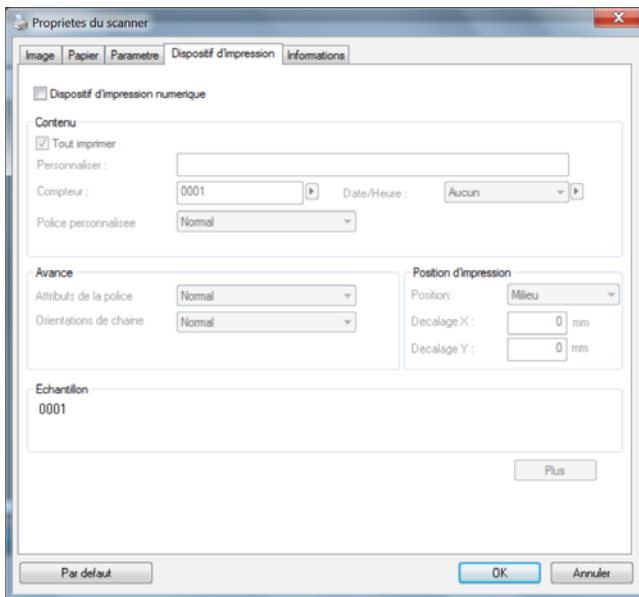 Proprietes du scanner
Image Papier Parametre Dispositif d'impression Informations
Dispositif d'impression numerique
Contenu
Tout imprimer
Personnaliser :
Compteur : 0001 Date/Heure : Aucun
Police personnalisee Normal
Avance
Attributs de la police Normal
Orientations de chaine Normal
Position d'impression
Position: Milieu
Decalage X : 0 mm
Decalage Y : 0 mm
Echantillon
0001
Plus
Par defaut OK Annuler